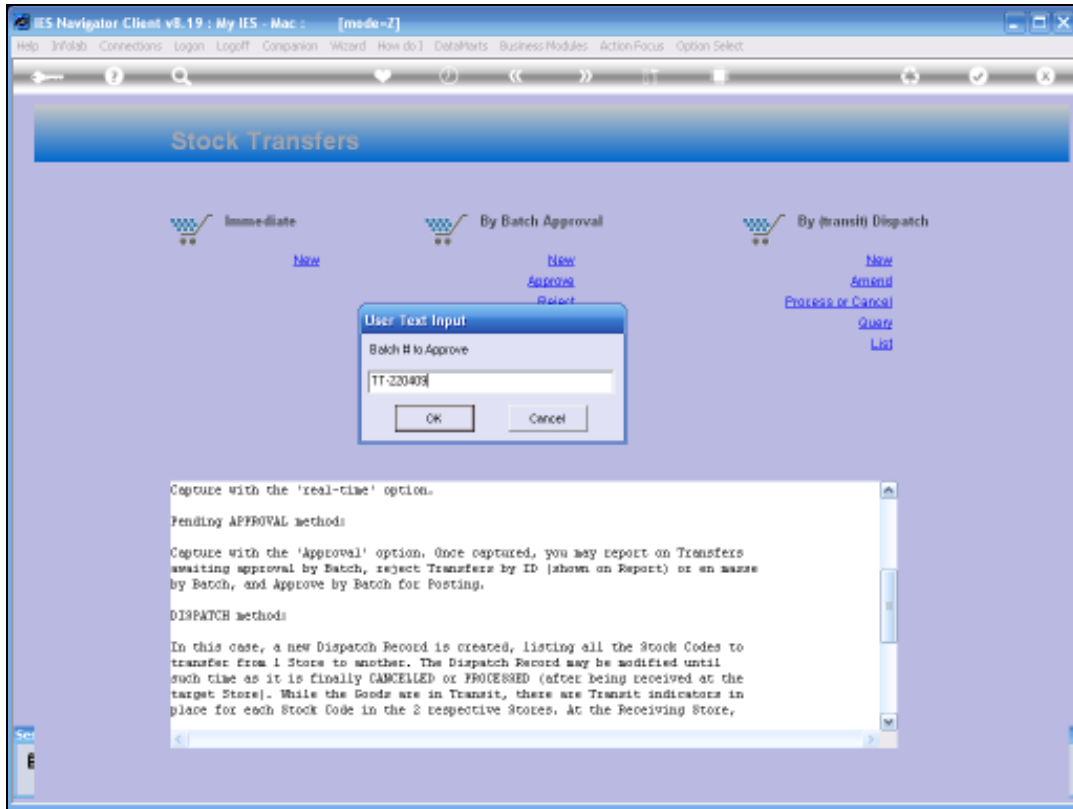 IES Navigator Client v8.19 : My IES - Mac : [mode=Z]
Help Infolab Connections Logon Logoff Companion Wizard How do I DataMarts Business Modules Action Focus Option Select
Stock Transfers
Immediate By Batch Approval By (transit) Dispatch
New New New
Approve Amend
Reject Process or Cancel
Query
List
User Text Input
Batch # to Approve
TT-220409
OK Cancel
Capture with the 'real-time' option.
Pending APPROVAL method:
Capture with the 'Approval' option. Once captured, you may report on Transfers
awaiting approval by Batch, reject Transfers by ID (shown on Report) or en masse
by Batch, and Approve by Batch for Posting.
DISPATCH method:
In this case, a new Dispatch Record is created, listing all the Stock Codes to
transfer from 1 Store to another. The Dispatch Record may be modified until
such time as it is finally CANCELLED or PROCESSED (after being received at the
target Store). While the Goods are in Transit, there are Transit indicators in
place for each Stock Code in the 2 respective Stores. At the Receiving Store,